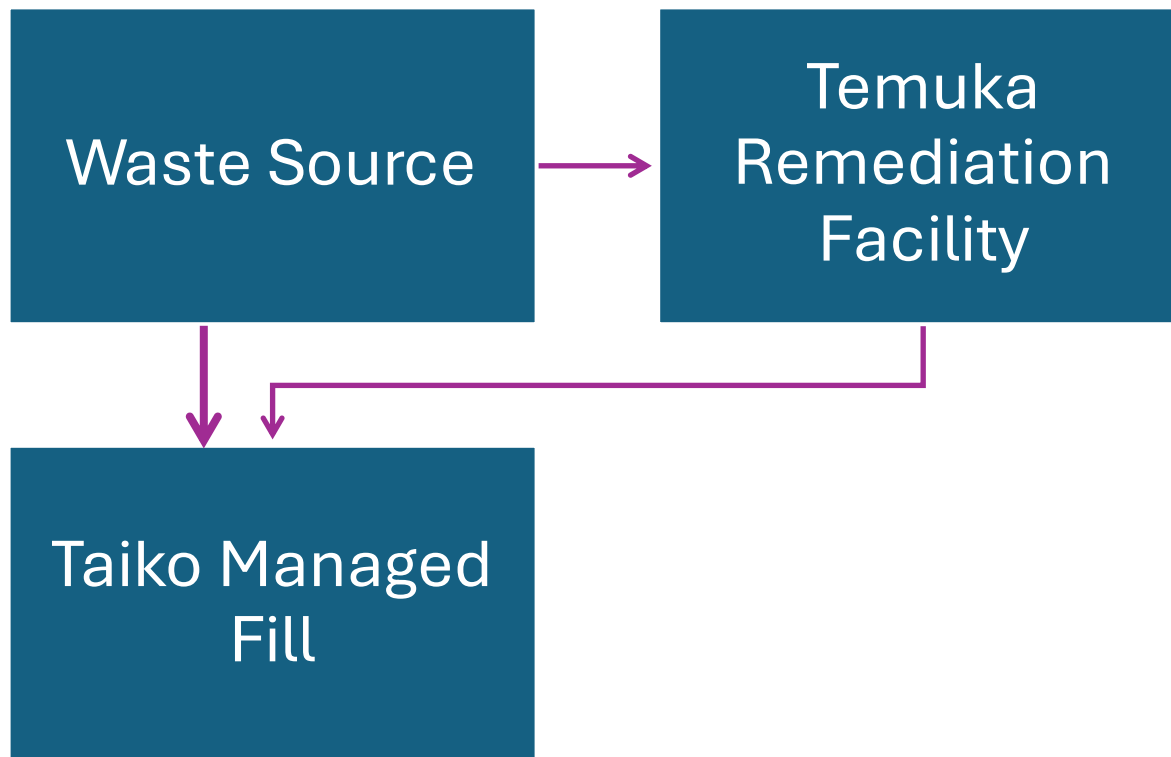 Waste Source
Temuka
Remediation
Facility
Taiko Managed
Fill